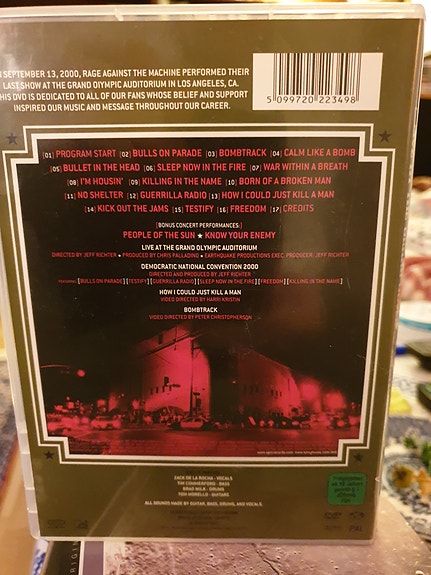 N SEPTEMBER 13, 2000, RAGE AGAINST THE MACHINE PERFORMED THEIR
LAST SHOW AT THE GRAND OLYMPIC AUDITORIUM IN LOS ANGELES, CA.
HIS DVD IS DEDICATED TO ALL OF OUR FANS WHOSE BELIEF AND SUPPORT
INSPIRED OUR MUSIC AND MESSAGE THROUGHOUT OUR CAREER.
5 099720 223498
[01] PROGRAM START [02] BULLS ON PARADE [03] BOMBTRACK [04] CALM LIKE A BOMB
[05] BULLET IN THE HEAD [06] SLEEP NOW IN THE FIRE [07] WAR WITHIN A BREATH
[08] I'M HOUSIN' [09] KILLING IN THE NAME [10] BORN OF A BROKEN MAN
[11] NO SHELTER [12] GUERRILLA RADIO [13] HOW I COULD JUST KILL A MAN
[14] KICK OUT THE JAMS [15] TESTIFY [16] FREEDOM [17] CREDITS
[BONUS CONCERT PERFORMANCES:]
PEOPLE OF THE SUN ★ KNOW YOUR ENEMY
LIVE AT THE GRAND OLYMPIC AUDITORIUM
DIRECTED BY JEFF RICHTER ★ PRODUCED BY CHRIS PALLADINO ★ EARTHQUAKE PRODUCTIONS EXEC. PRODUCER: JEFF RICHTER
DEMOCRATIC NATIONAL CONVENTION 2000
DIRECTED AND PRODUCED BY JEFF RICHTER
[BULLS ON PARADE] [TESTIFY] [GUERRILLA RADIO] [SLEEP NOW IN THE FIRE] [FREEDOM] [KILLING IN THE NAME]
HOW I COULD JUST KILL A MAN
VIDEO DIRECTED BY HARRI KRISTIN
BOMBTRACK
VIDEO DIRECTED BY PETER CHRISTOPHERSON
ZACK DE LA ROCHA - VOCALS
TIM COMMERFORD - BASS
BRAD WILK - DRUMS
TOM MORELLO - GUITARS
ALL SOUNDS MADE BY GUITAR, BASS, DRUMS, AND VOCALS.
PAL